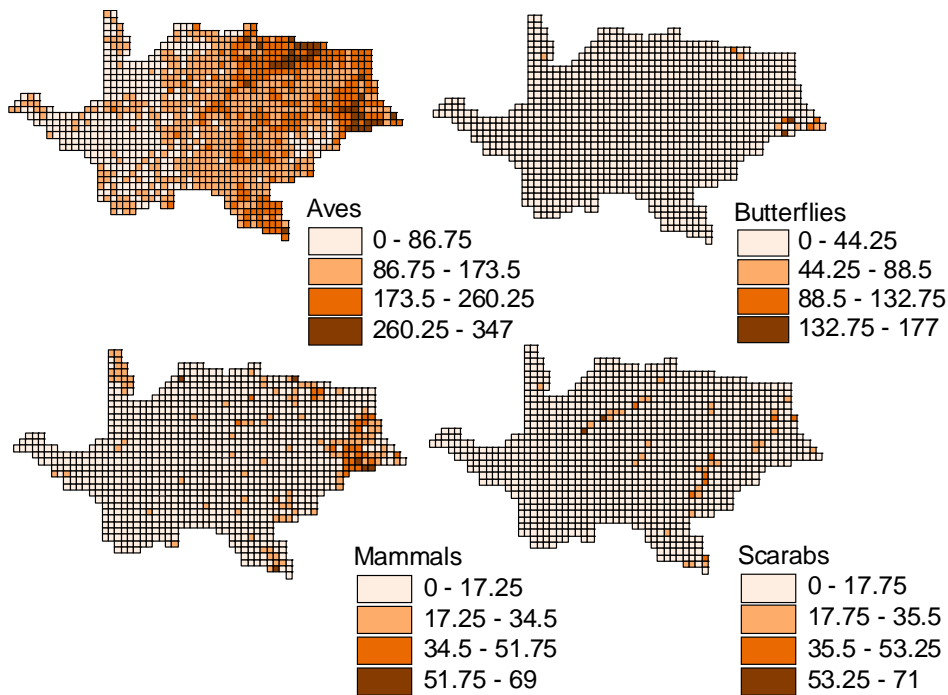 Aves
0 - 86.75
86.75 - 173.5
173.5 - 260.25
260.25 - 347
Butterflies
0 - 44.25
44.25 - 88.5
88.5 - 132.75
132.75 - 177
Mammals
0 - 17.25
17.25 - 34.5
34.5 - 51.75
51.75 - 69
Scarabs
0 - 17.75
17.75 - 35.5
35.5 - 53.25
53.25 - 71